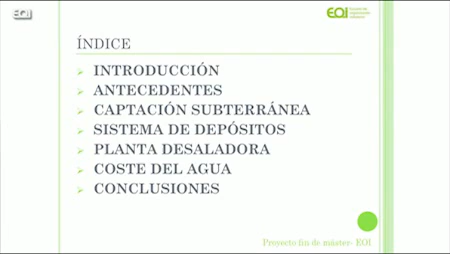 EOI
EOI
ÍNDICE
INTRODUCCIÓN
ANTECEDENTES
CAPTACIÓN SUBTERRÁNEA
SISTEMA DE DEPÓSITOS
PLANTA DESALADORA
COSTE DEL AGUA
CONCLUSIONES
Proyecto fin de máster- EOI